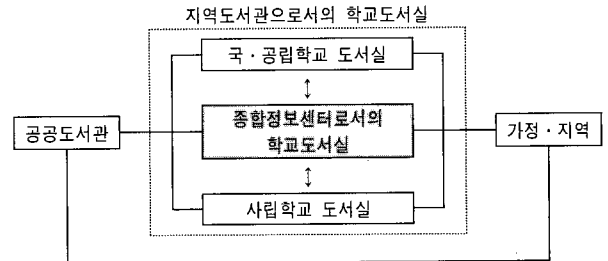 지역도서관으로서의 학교도서실
국·공립학교 도서실
↕
종합정보센터로서의
학교도서실
공공도서관
가정·지역
↕
사립학교 도서실